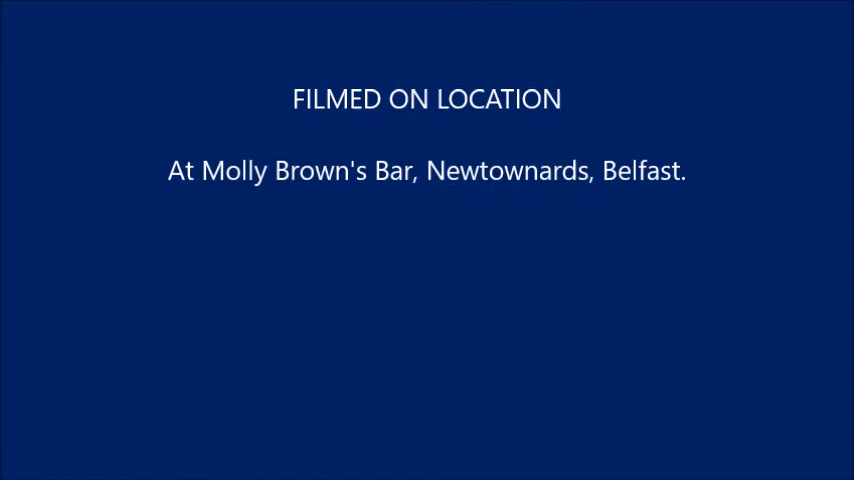 FILMED ON LOCATION
At Molly Brown's Bar, Newtownards, Belfast.